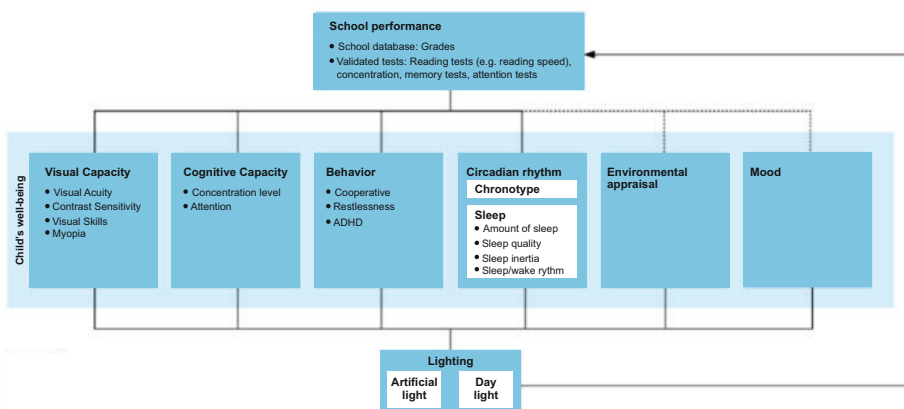 School performance
• School database: Grades
• Validated tests: Reading tests (e.g. reading speed),
concentration, memory tests, attention tests
Child's well-being
Visual Capacity
• Visual Acuity
• Contrast Sensitivity
• Visual Skills
• Myopia
Cognitive Capacity
• Concentration level
• Attention
Behavior
• Cooperative
• Restlessness
• ADHD
Circadian rhythm
Chronotype
Sleep
• Amount of sleep
• Sleep quality
• Sleep inertia
• Sleep/wake rythm
Environmental
appraisal
Mood
Lighting
Artificial
light
Day
light